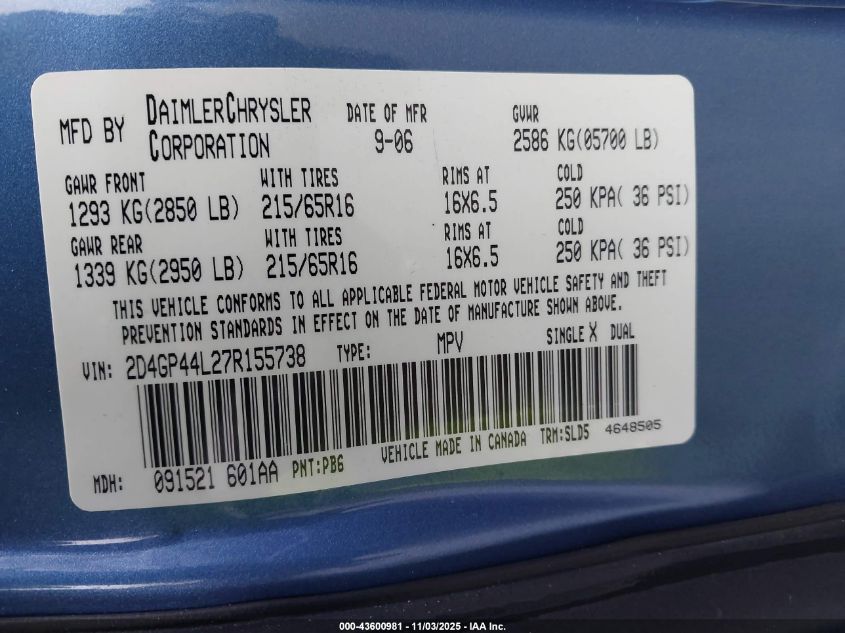 MFD BY DAIMLERCHRYSLER CORPORATION DATE OF MFR 9-06 GVWR 2586 KG(05700 LB)
GAWR FRONT WITH TIRES RIMS AT COLD
1293 KG(2850 LB) 215/65R16 16X6.5 250 KPA( 36 PSI)
GAWR REAR WITH TIRES RIMS AT COLD
1339 KG(2950 LB) 215/65R16 16X6.5 250 KPA( 36 PSI)
THIS VEHICLE CONFORMS TO ALL APPLICABLE FEDERAL MOTOR VEHICLE SAFETY AND THEFT
PREVENTION STANDARDS IN EFFECT ON THE DATE OF MANUFACTURE SHOWN ABOVE.
VIN: 2D4GP44L27R155738 TYPE: MPV SINGLE X DUAL
MDH: 091521 601AA PNT:PB6 VEHICLE MADE IN CANADA TRM:SLD5 4648505
000-43600981 - 11/03/2025 - IAA Inc.